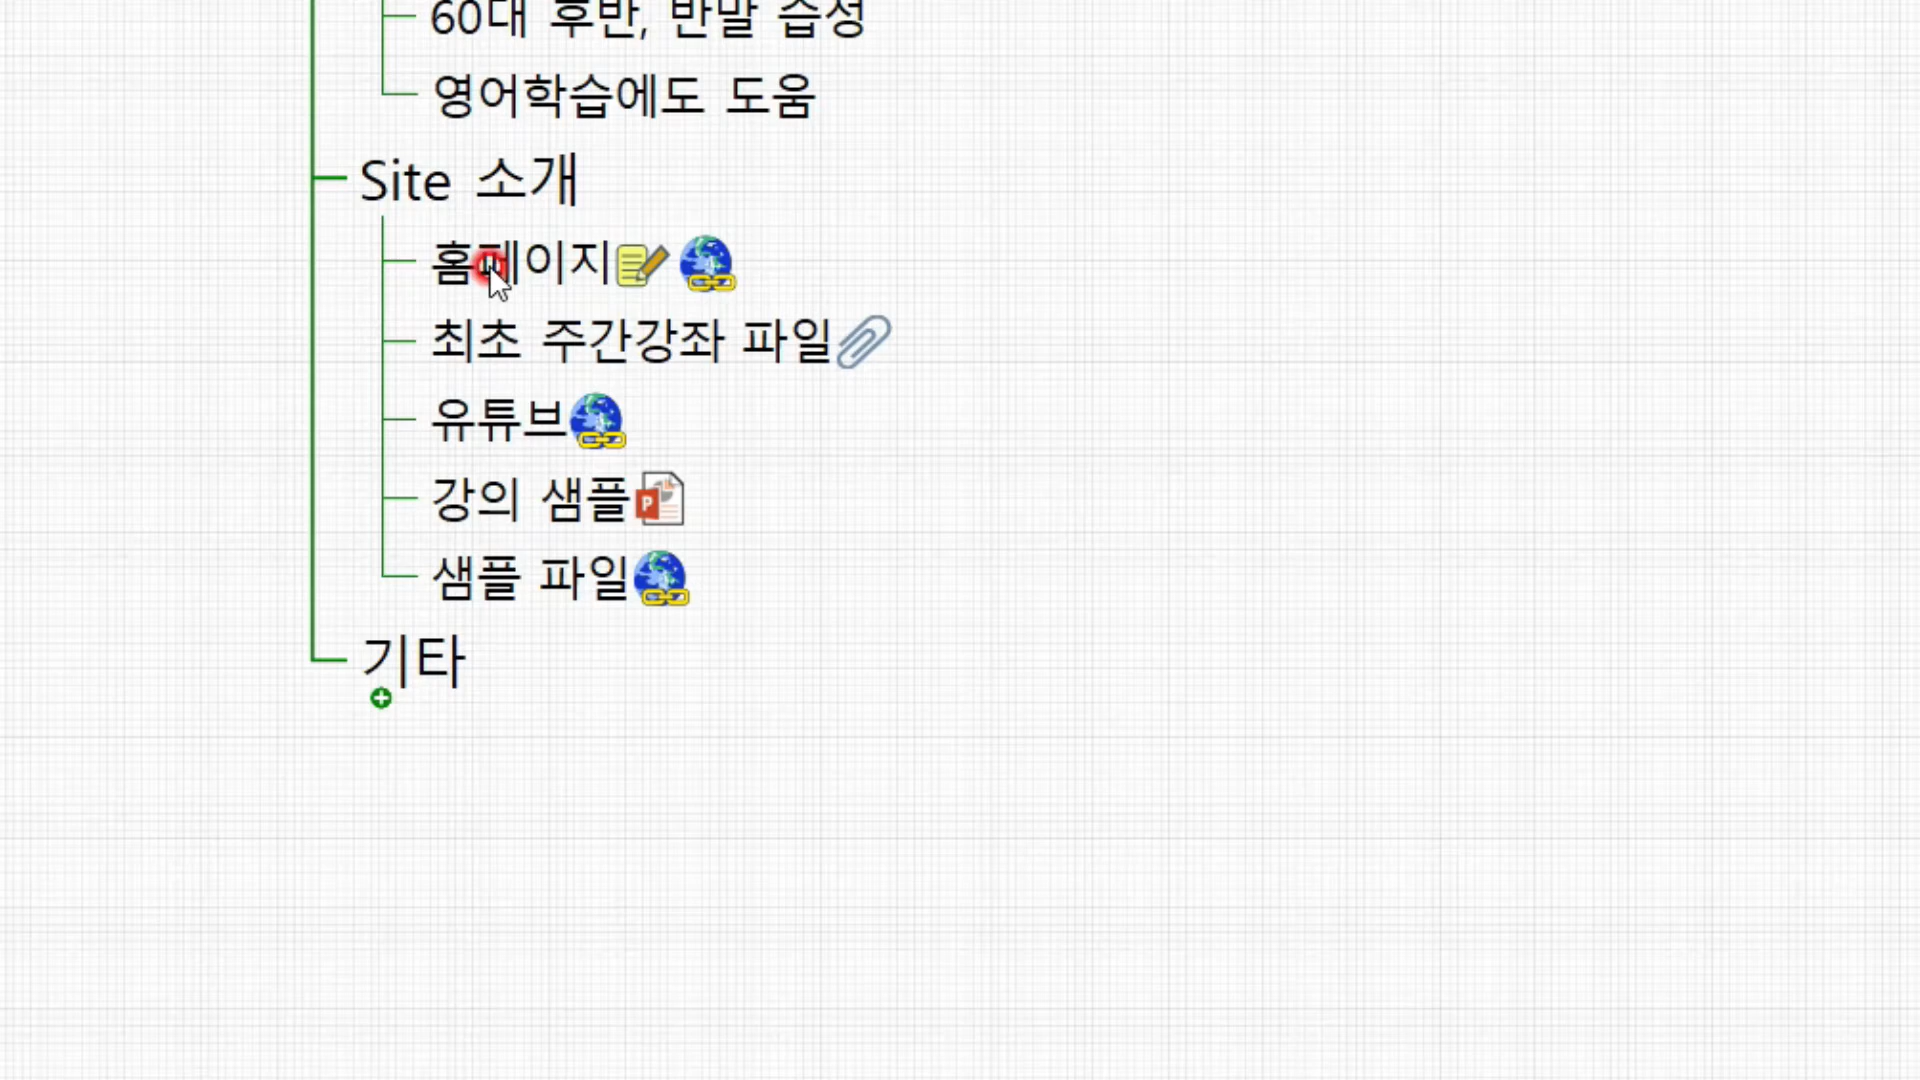 60대 후반, 반말 습성
영어학습에도 도움
Site 소개
홈페이지
최초 주간강좌 파일
유튜브
강의 샘플
샘플 파일
기타